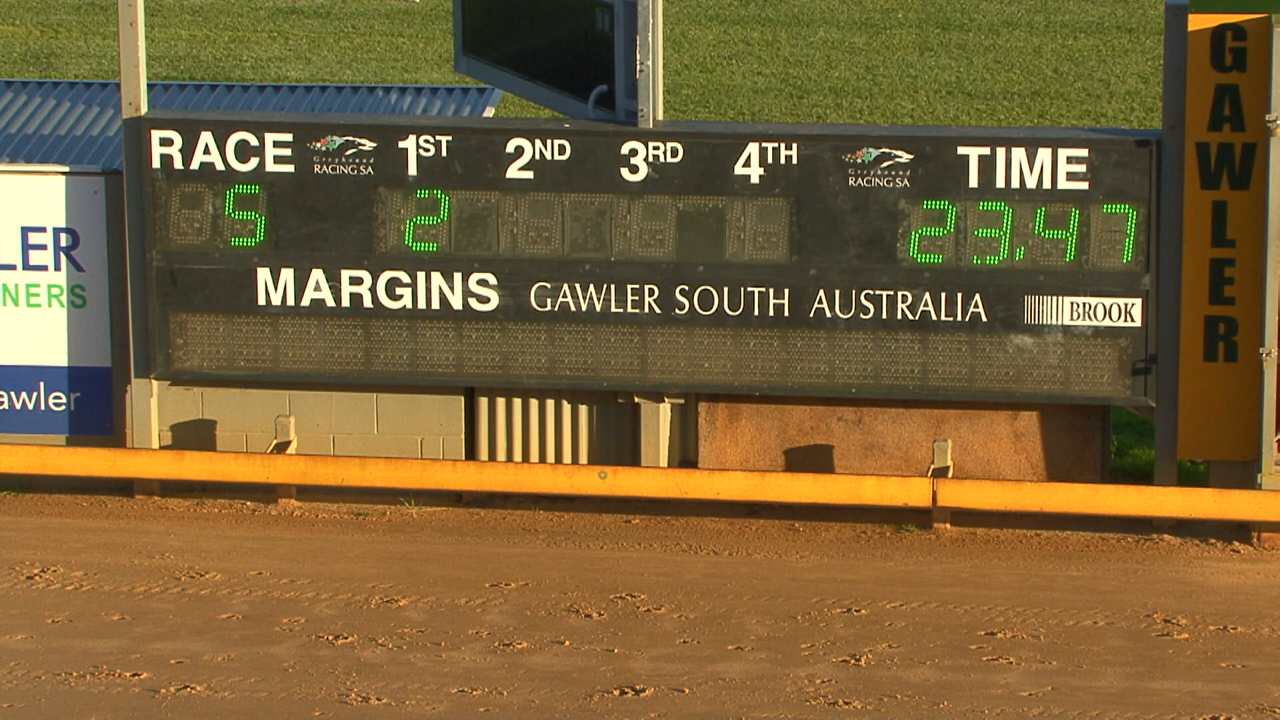 RACE
Greyhound
RACING SA
1ST 2ND 3RD 4TH
Greyhound
RACING SA
TIME
5 2 23.47
MARGINS GAWLER SOUTH AUSTRALIA BROOK
LER
NERS
awler
GAWLER